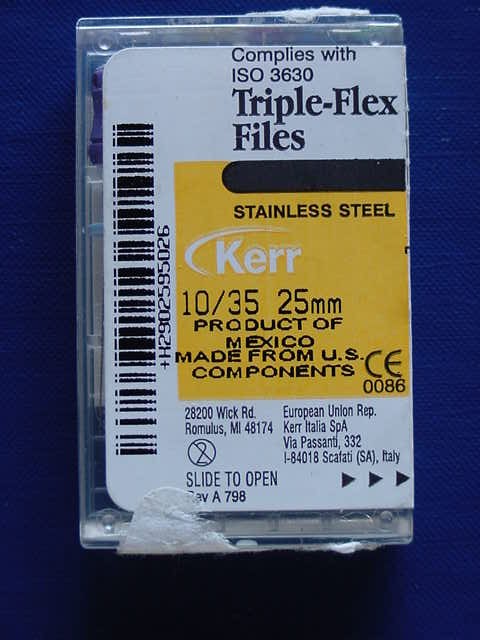 Complies with
ISO 3630
Triple-Flex
Files
STAINLESS STEEL
Kerr
10/35 25mm
PRODUCT OF
MEXICO
MADE FROM U.S.
COMPONENTS
CE
0086
+H2902595026
28200 Wick Rd.
Romulus, MI 48174
European Union Rep.
Kerr Italia SpA
Via Passanti, 332
I-84018 Scafati (SA), Italy
2
SLIDE TO OPEN
Rev A 798